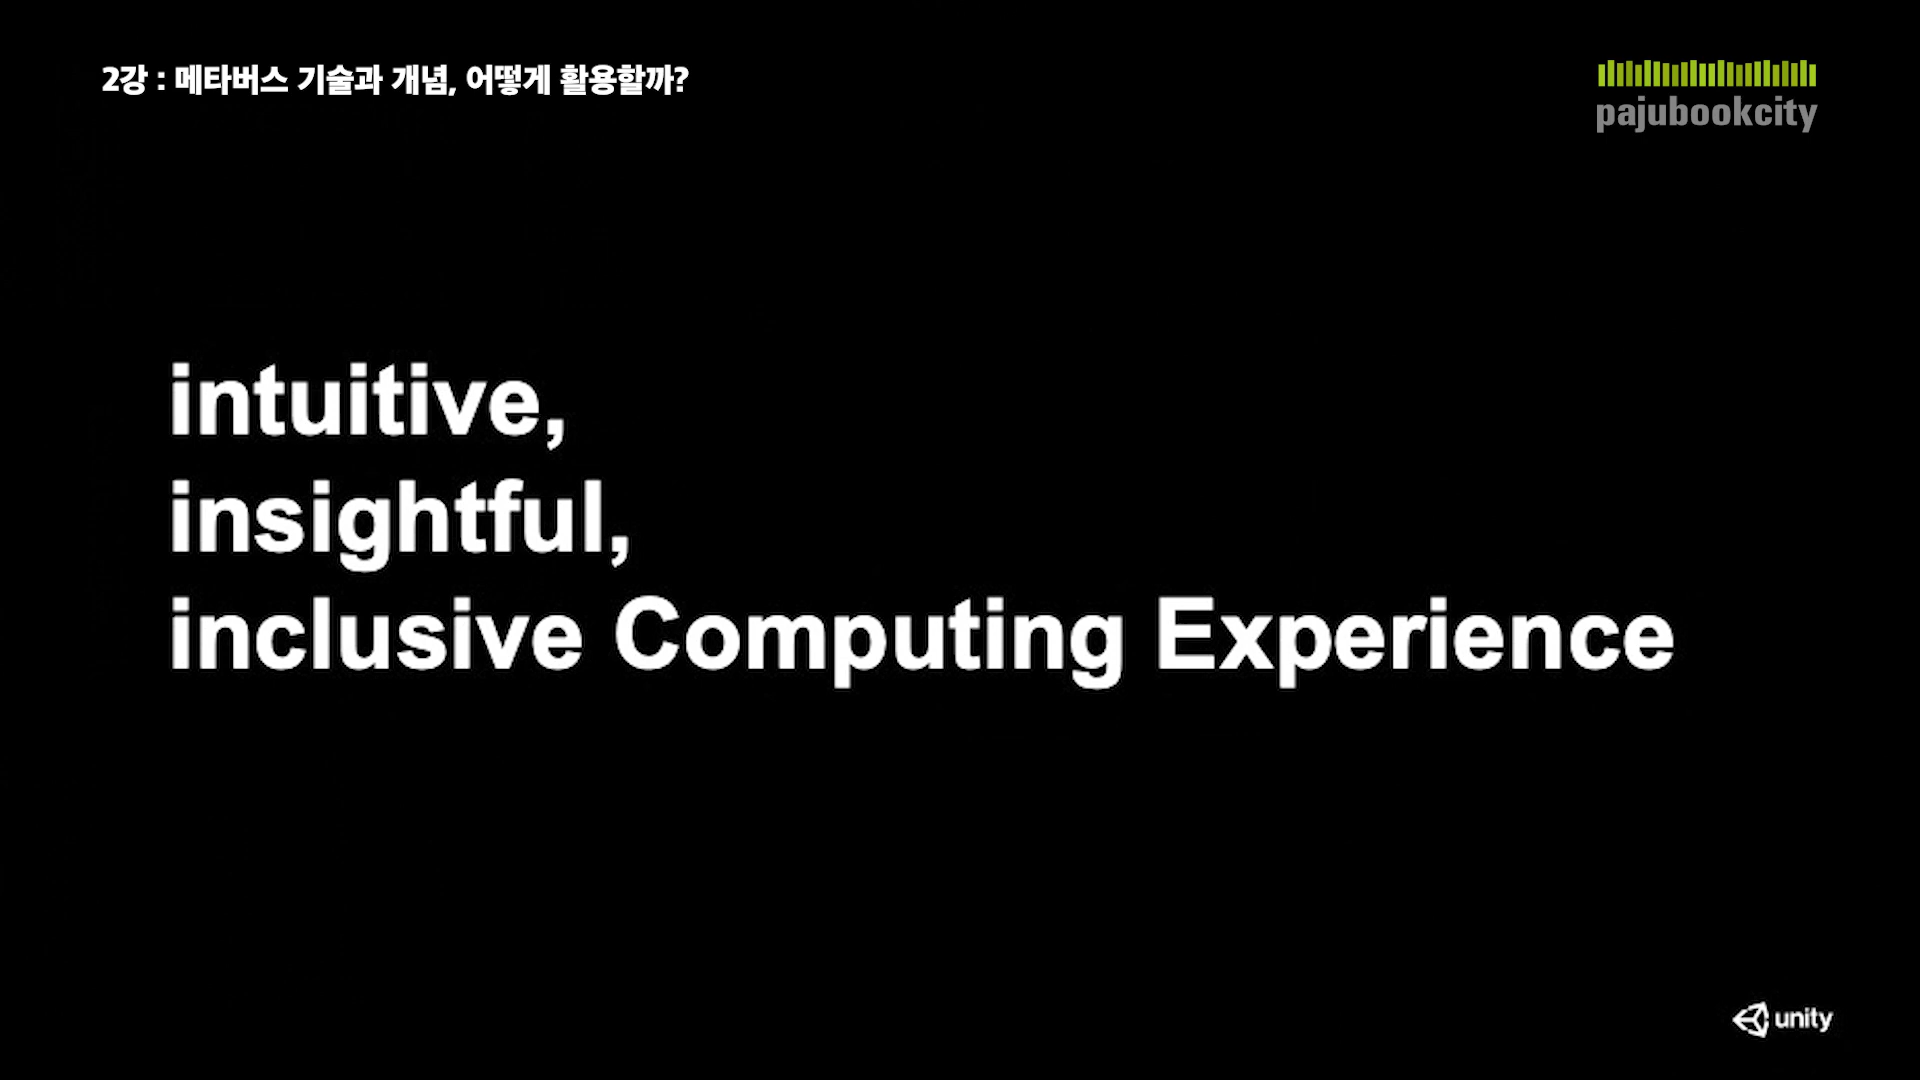 2강 : 메타버스 기술과 개념, 어떻게 활용할까?
pajubookcity
intuitive,
insightful,
inclusive Computing Experience
unity